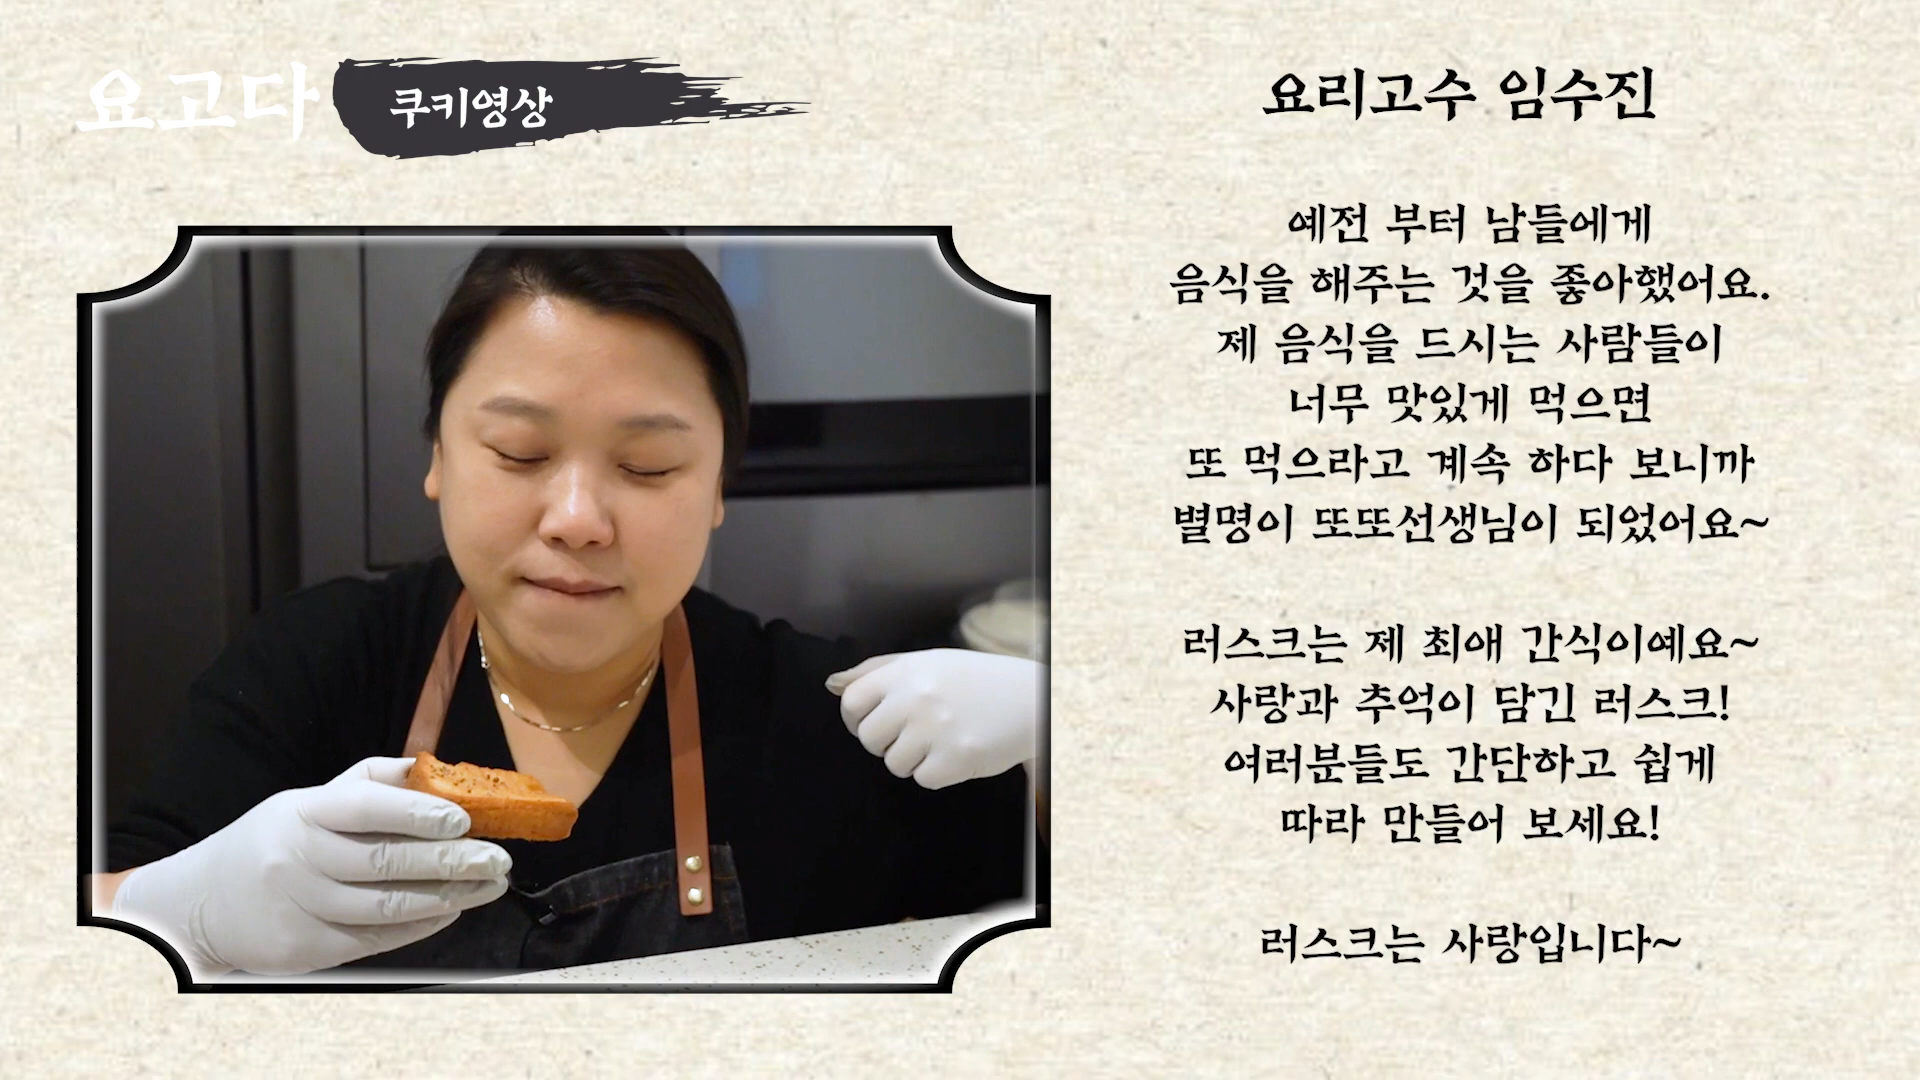 요고다 쿠키영상
요리고수 임수진
예전 부터 남들에게
음식을 해주는 것을 좋아했어요.
제 음식을 드시는 사람들이
너무 맛있게 먹으면
또 먹으라고 계속 하다 보니까
별명이 또또선생님이 되었어요~
러스크는 제 최애 간식이예요~
사랑과 추억이 담긴 러스크!
여러분들도 간단하고 쉽게
따라 만들어 보세요!
러스크는 사랑입니다~